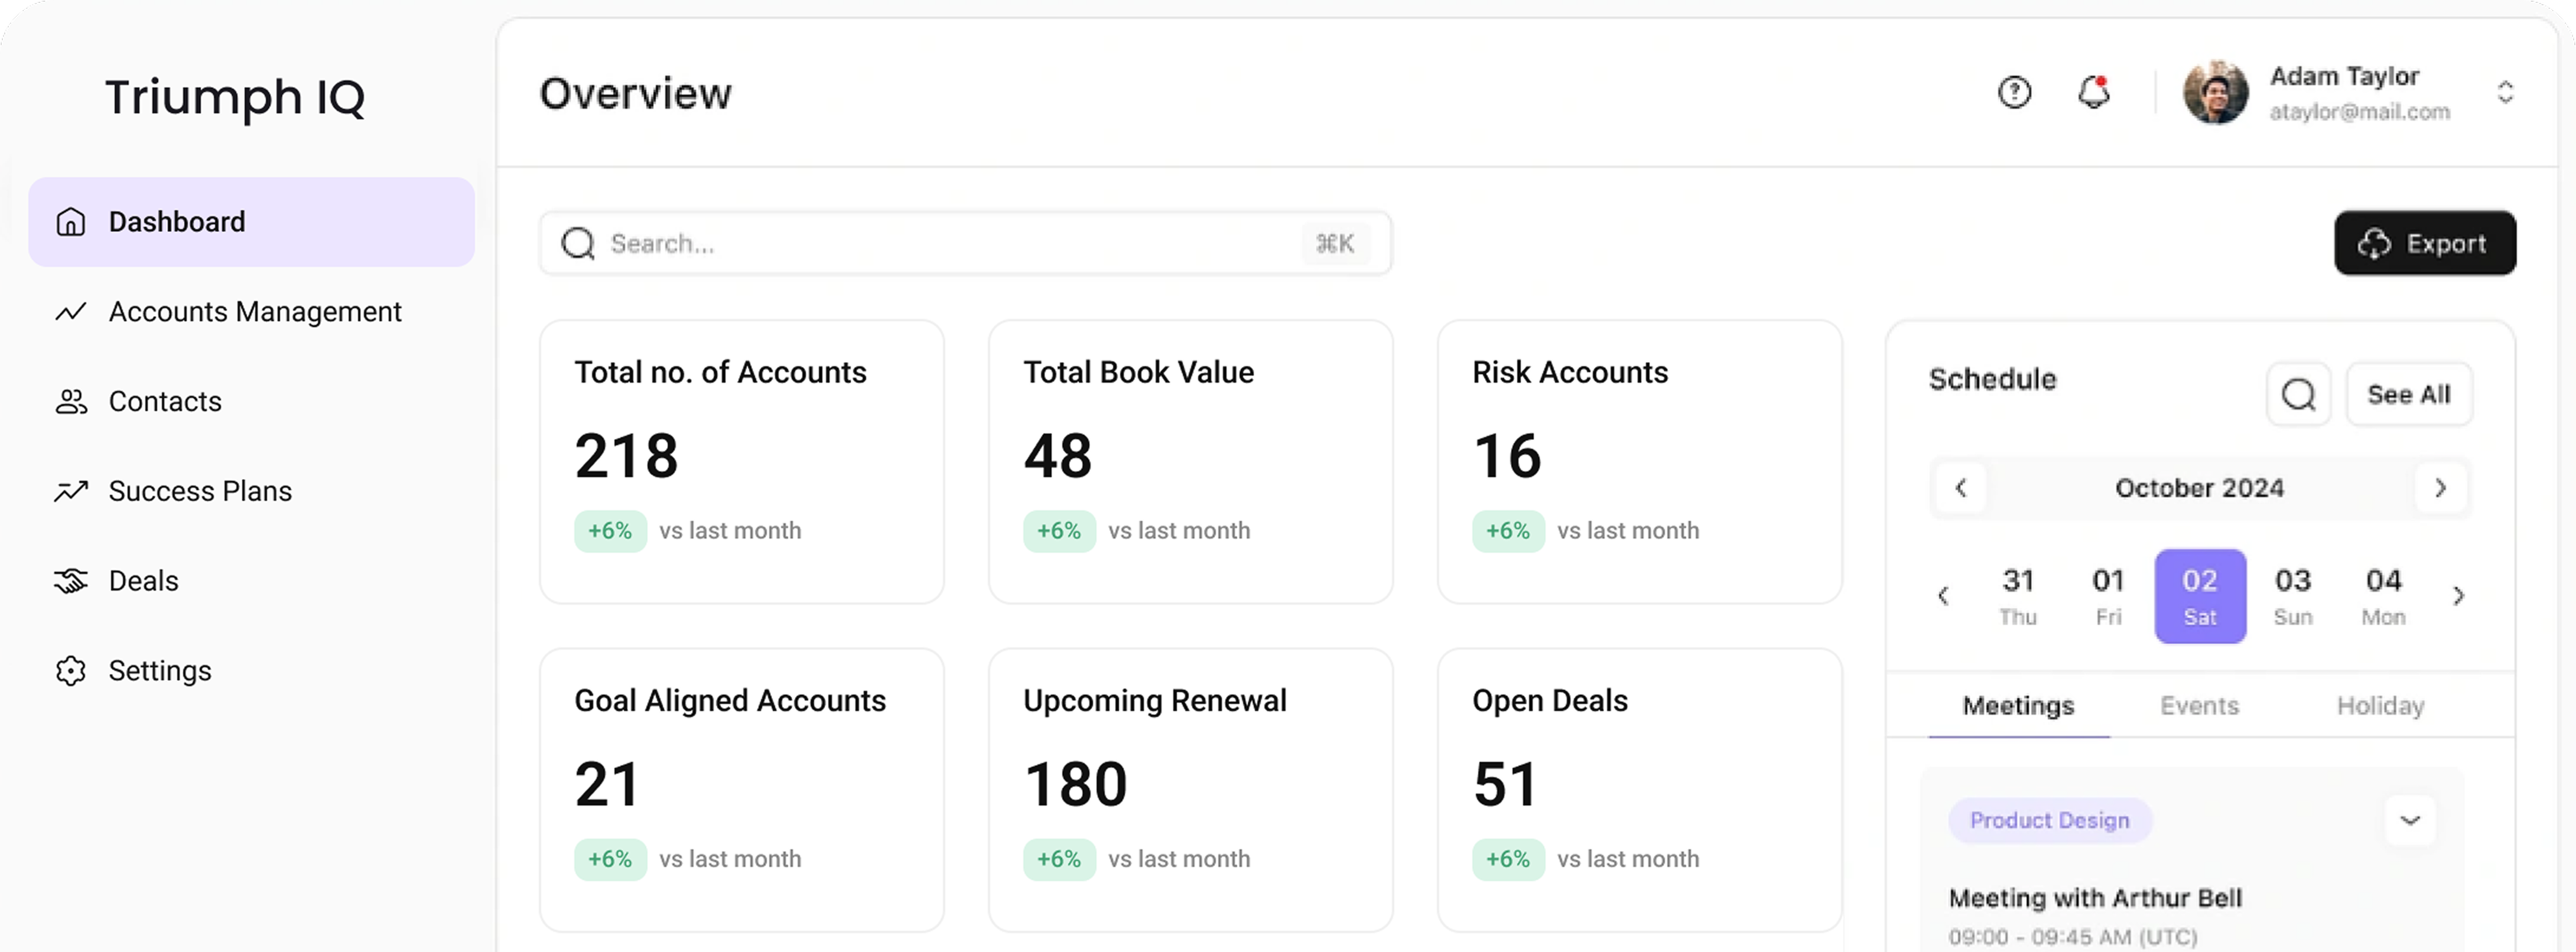 Triumph IQ
Dashboard
Accounts Management
Contacts
Success Plans
Deals
Settings
Overview
Adam Taylor
ataylor@mail.com
Search...
⌘K
Export
Total no. of Accounts
218
+6% vs last month
Total Book Value
48
+6% vs last month
Risk Accounts
16
+6% vs last month
Goal Aligned Accounts
21
+6% vs last month
Upcoming Renewal
180
+6% vs last month
Open Deals
51
+6% vs last month
Schedule
See All
October 2024
31 01 02 03 04
Thu Fri Sat Sun Mon
Meetings Events Holiday
Product Design
Meeting with Arthur Bell
09:00 - 09:45 AM (UTC)